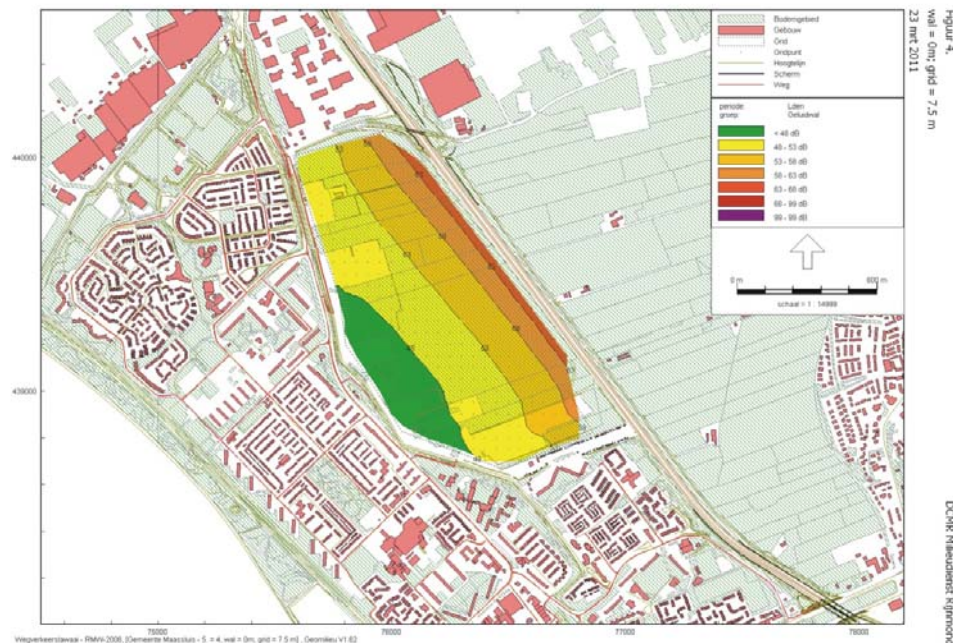 Figuur 4.
wal = 0m; grid = 7,5 m
23 mrt 2011
Bodemgebied
Gebouw
Grid
Gridpunt
Hoogtelijn
Scherm
Weg
periode: Lden
groep: Geluidwal
< 48 dB
48 - 53 dB
53 - 58 dB
58 - 63 dB
63 - 68 dB
68 - 99 dB
99 - 99 dB
0 m 600 m
schaal = 1 : 14989
440000
439000
75000 76000 77000 78000
DCMR Milieudienst Rijnmond
Wegverkeerslawaai - RMW-2006, [Gemeente Maassluis - 5 = 4, wal = 0m, grid = 7.5 m] , Geomilieu V1.62